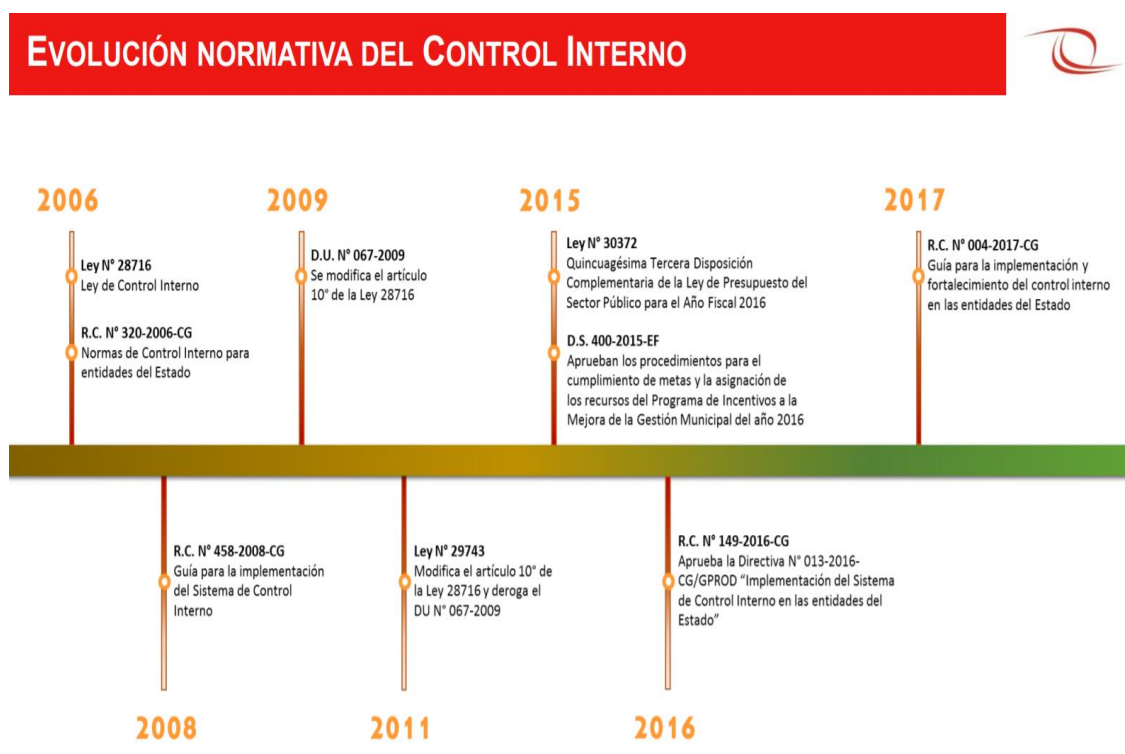 EVOLUCIÓN NORMATIVA DEL CONTROL INTERNO
2006
Ley N° 28716
Ley de Control Interno
R.C. N° 320-2006-CG
Normas de Control Interno para
entidades del Estado
2009
D.U. N° 067-2009
Se modifica el artículo
10° de la Ley 28716
2015
Ley N° 30372
Quincuagésima Tercera Disposición
Complementaria de la Ley de Presupuesto del
Sector Público para el Año Fiscal 2016
D.S. 400-2015-EF
Aprueban los procedimientos para el
cumplimiento de metas y la asignación de
los recursos del Programa de Incentivos a la
Mejora de la Gestión Municipal del año 2016
2017
R.C. N° 004-2017-CG
Guía para la implementación y
fortalecimiento del control interno
en las entidades del Estado
R.C. N° 458-2008-CG
Guía para la implementación
del Sistema de Control
Interno
2008
Ley N° 29743
Modifica el artículo 10° de
la Ley 28716 y deroga el
DU N° 067-2009
2011
R.C. N° 149-2016-CG
Aprueba la Directiva N° 013-2016-
CG/GPROD “Implementación del Sistema
de Control Interno en las entidades del
Estado”
2016